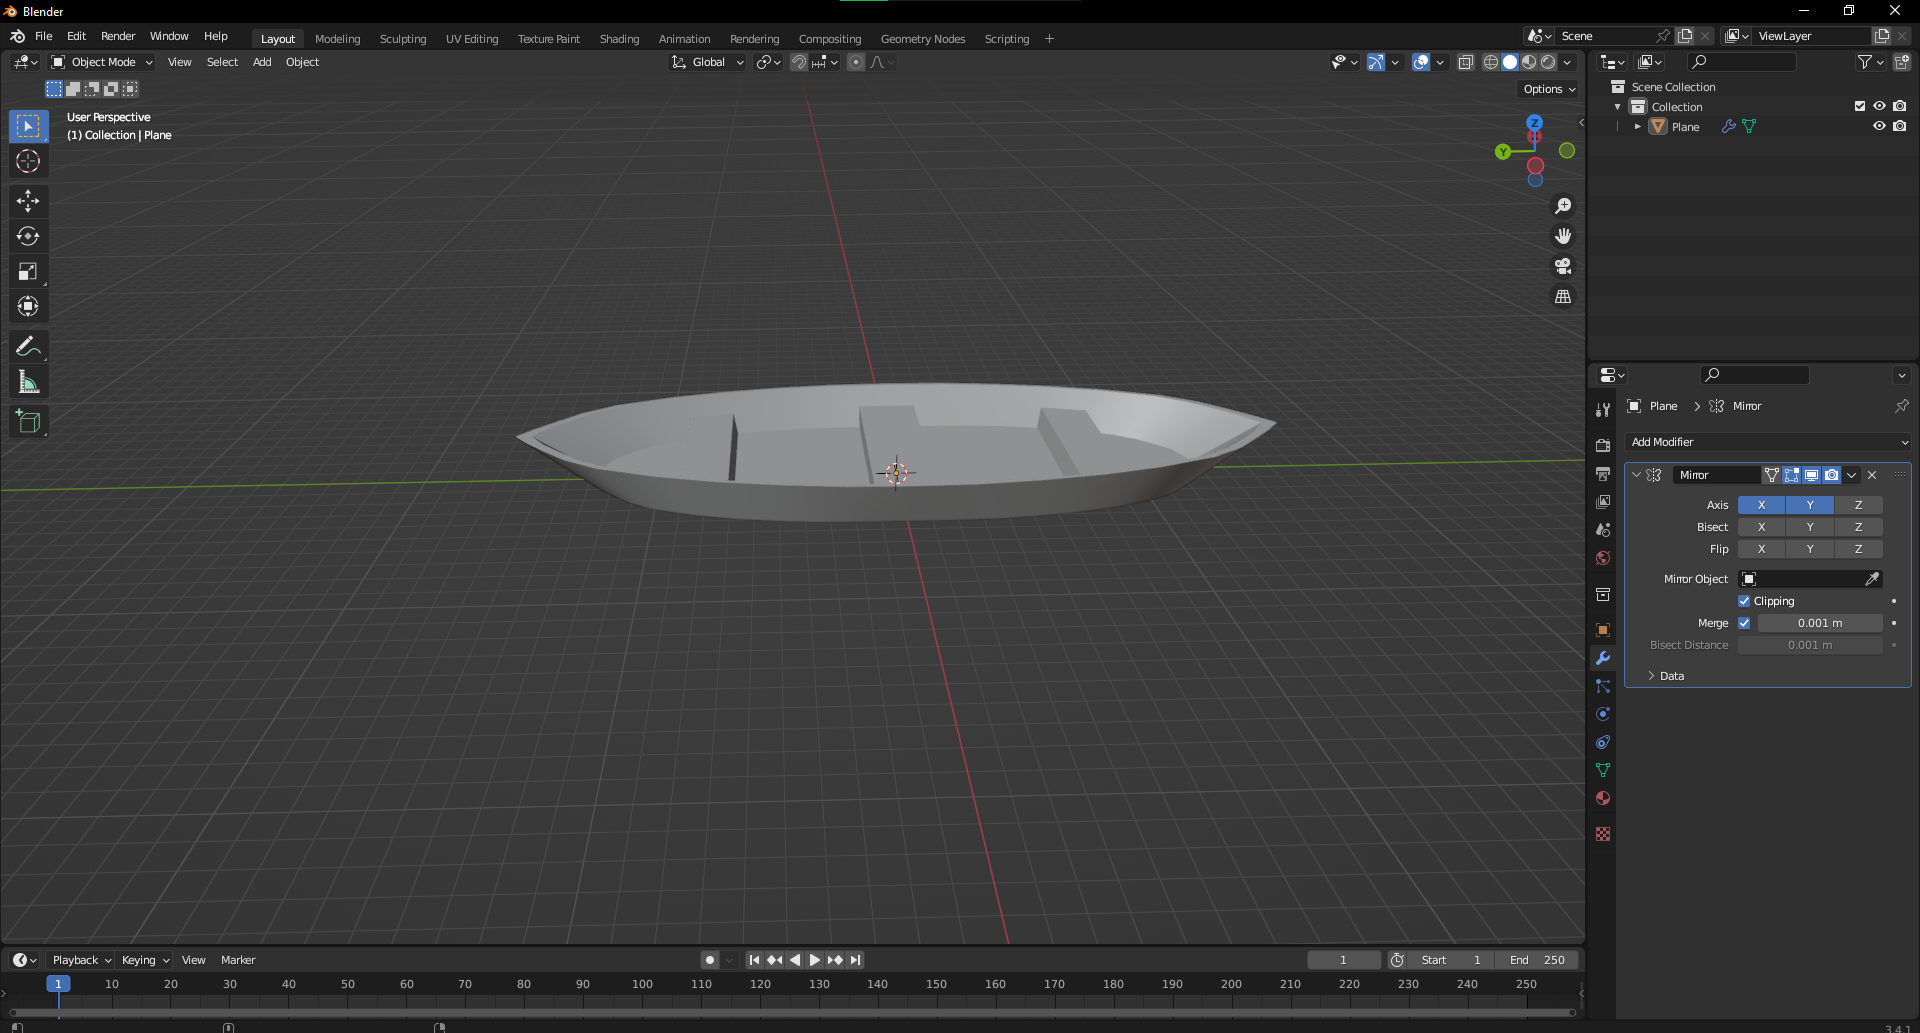 Blender
File Edit Render Window Help Layout Modeling Sculpting UV Editing Texture Paint Shading Animation Rendering Compositing Geometry Nodes Scripting + Scene ViewLayer
Object Mode View Select Add Object Global
Options
User Perspective
(1) Collection | Plane
Z
Y
Scene Collection
Collection
Plane
Plane > Mirror
Add Modifier
Mirror
Axis X Y Z
Bisect X Y Z
Flip X Y Z
Mirror Object
Clipping
Merge 0.001 m
Bisect Distance 0.001 m
Data
Playback Keying View Marker 1 Start 1 End 250
1 10 20 30 40 50 60 70 80 90 100 110 120 130 140 150 160 170 180 190 200 210 220 230 240 250
3.4.1